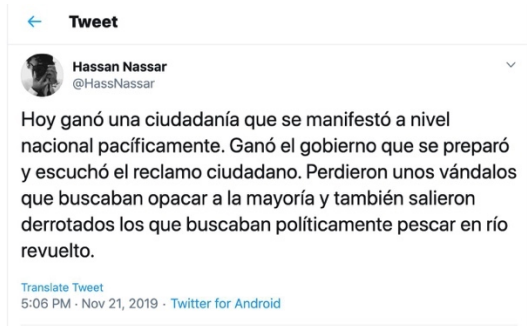 Tweet
Hassan Nassar
@HassNassar
Hoy ganó una ciudadanía que se manifestó a nivel
nacional pacíficamente. Ganó el gobierno que se preparó
y escuchó el reclamo ciudadano. Perdieron unos vándalos
que buscaban opacar a la mayoría y también salieron
derrotados los que buscaban políticamente pescar en río
revuelto.
Translate Tweet
5:06 PM · Nov 21, 2019 · Twitter for Android